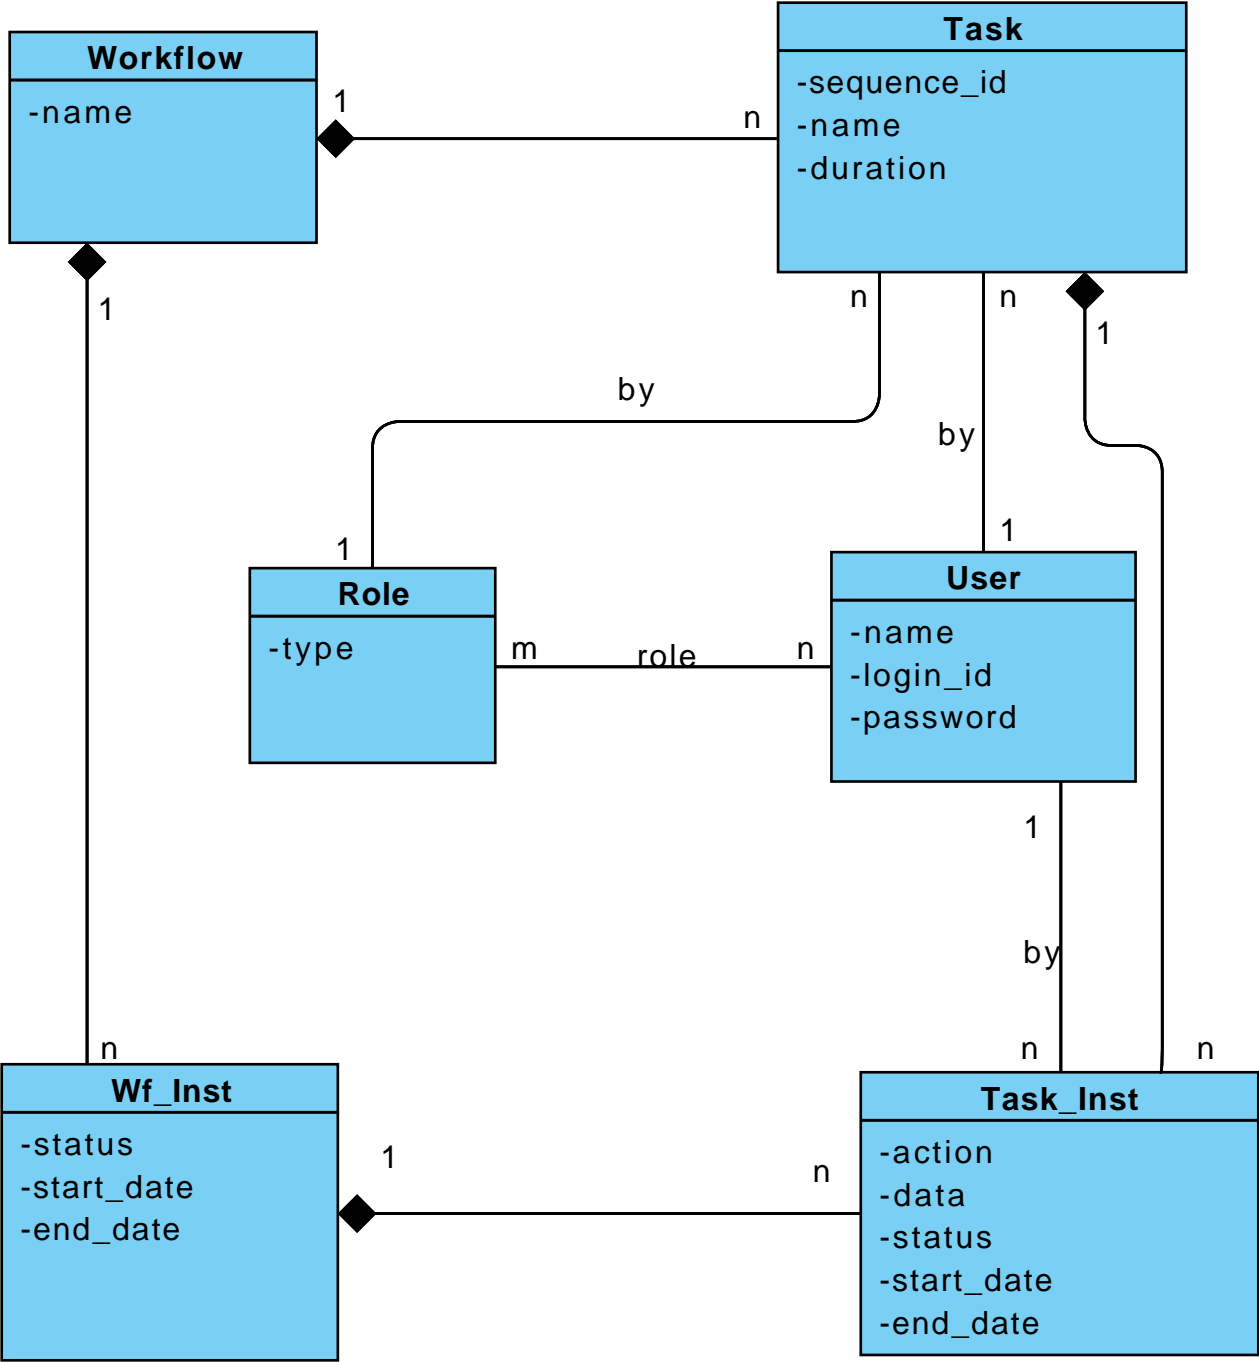 Workflow
-name
1
n
Task
-sequence_id
-name
-duration
1
n
n
1
by
by
1
1
Role
-type
m
role
n
User
-name
-login_id
-password
1
by
n
n
n
Wf_Inst
-status
-start_date
-end_date
1
n
Task_Inst
-action
-data
-status
-start_date
-end_date